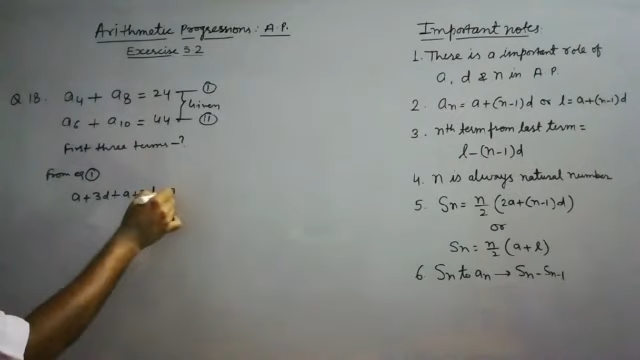 Arithmetic Progressions: A.P.
Exercise 5.2
Q 18. a₄ + a₈ = 24 — ①
Given
a₆ + a₁₀ = 44 — ⑪
First three terms – ?
From eq ①
a + 3d + a +
Important notes
1. There is a important role of
a, d & n in A P.
2. an = a + (n-1)d or l = a + (n-1)d
3. nth term from last term =
l - (n-1)d
4. n is always natural number
5. Sn = n/2 (2a + (n-1)d)
or
Sn = n/2 (a + l)
6. Sn to an → Sn - Sn-1